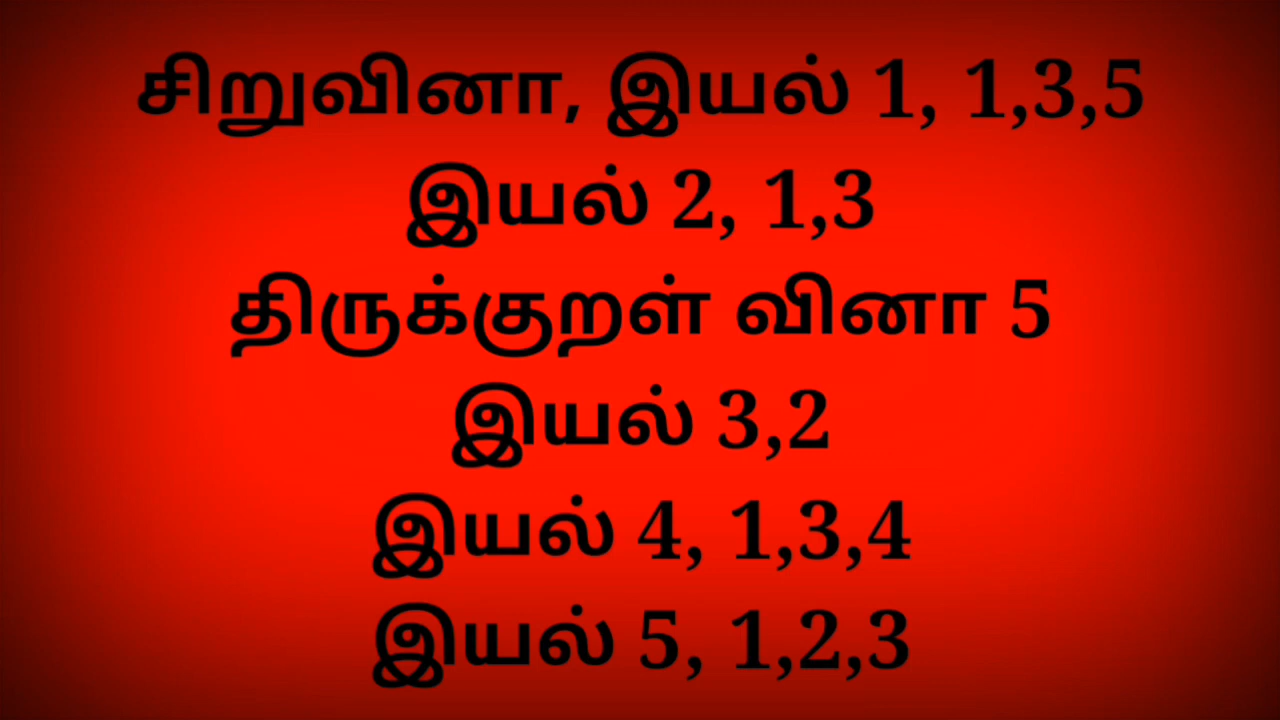 சிறுவினா, இயல் 1, 1,3,5
இயல் 2, 1,3
திருக்குறள் வினா 5
இயல் 3,2
இயல் 4, 1,3,4
இயல் 5, 1,2,3